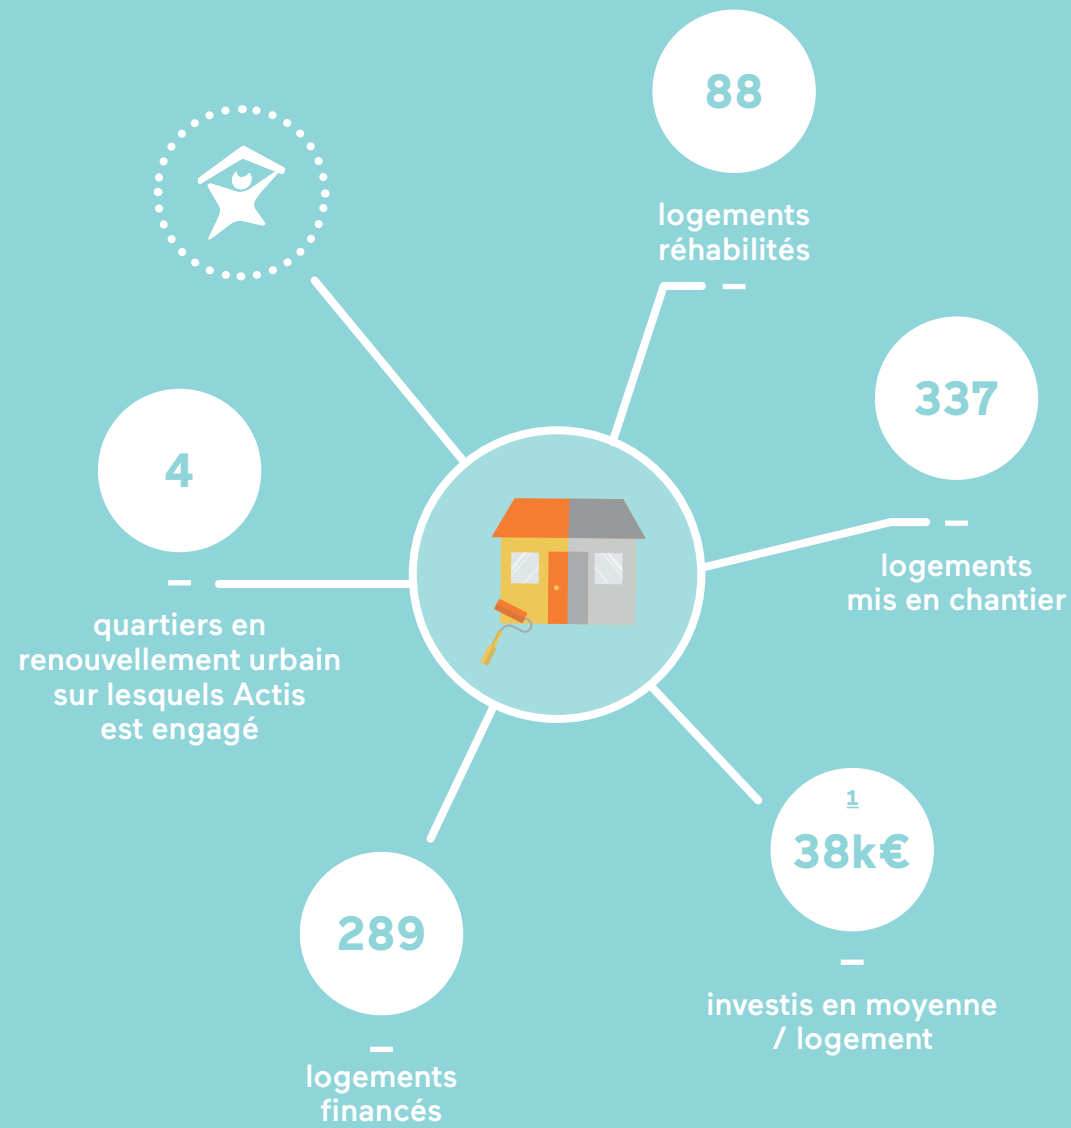 88
logements
réhabilités
337
logements
mis en chantier
4
quartiers en
renouvellement urbain
sur lesquels Actis
est engagé
1
38k€
investis en moyenne
/ logement
289
logements
financés